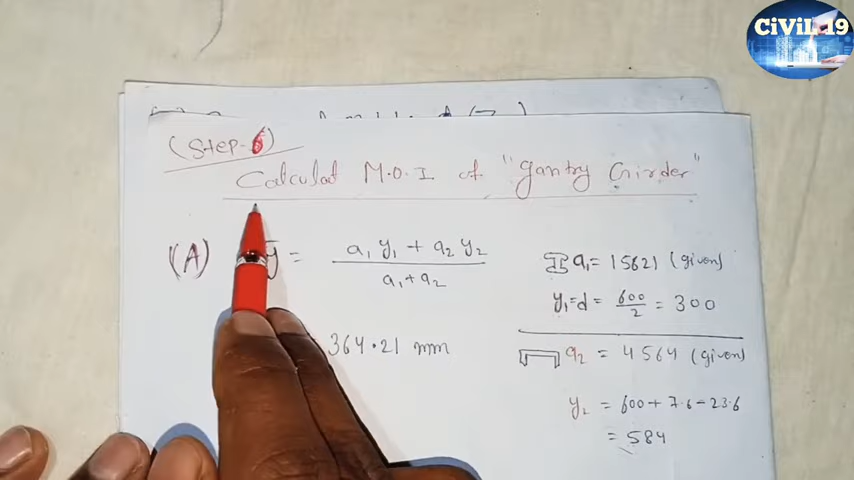 CiViL 19
(Step-6)
Calculat M.O.I of "gantry Girder"
(A) y̅ = a₁y₁ + a₂y₂ / a₁+a₂
a₁ = 15621 (given)
y₁=d = 600/2 = 300
364.21 mm
a₂ = 4564 (given)
y₂ = 600+7.6-23.6
= 584